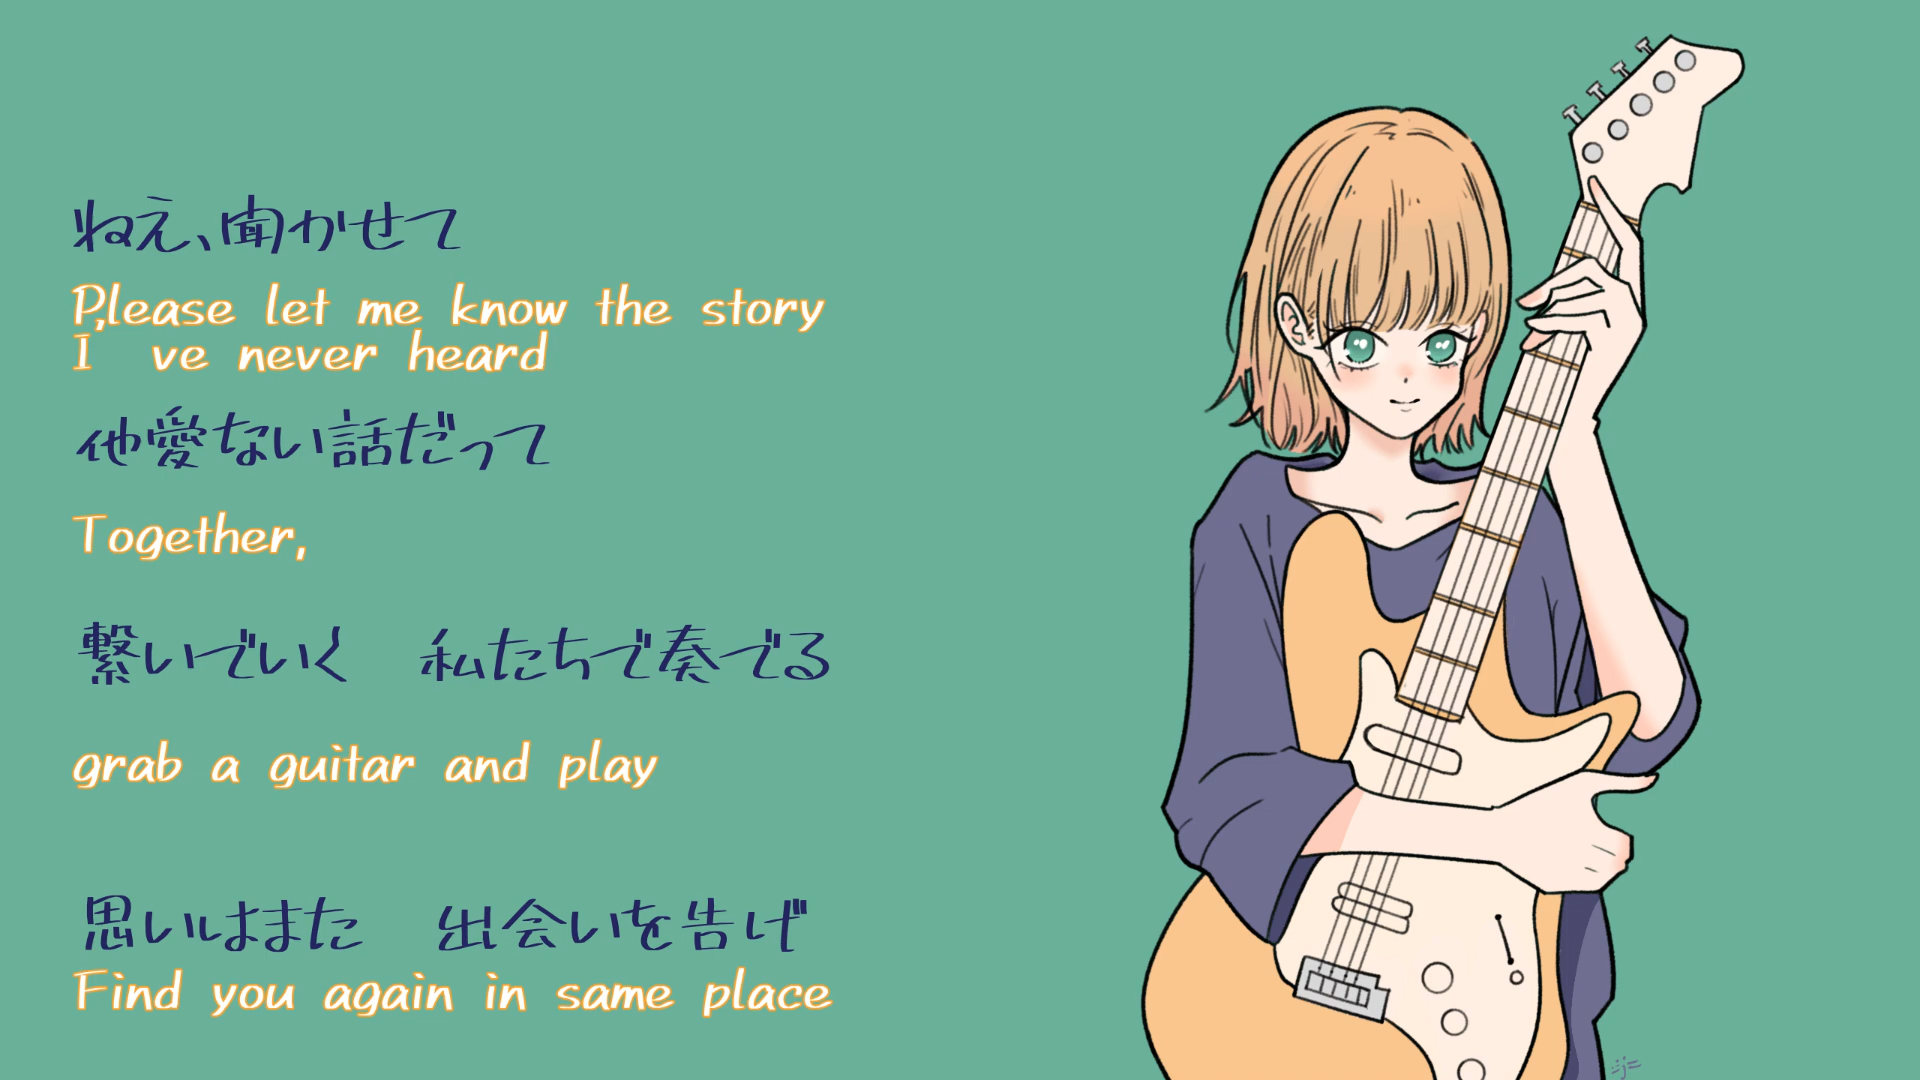 ねえ、聞かせて
Please let me know the story,
I ve never heard
他愛ない話だって
Together,
繋いでいく　私たちで奏でる
grab a guitar and play
思いはまた　出会いを告げ
Find you again in same place